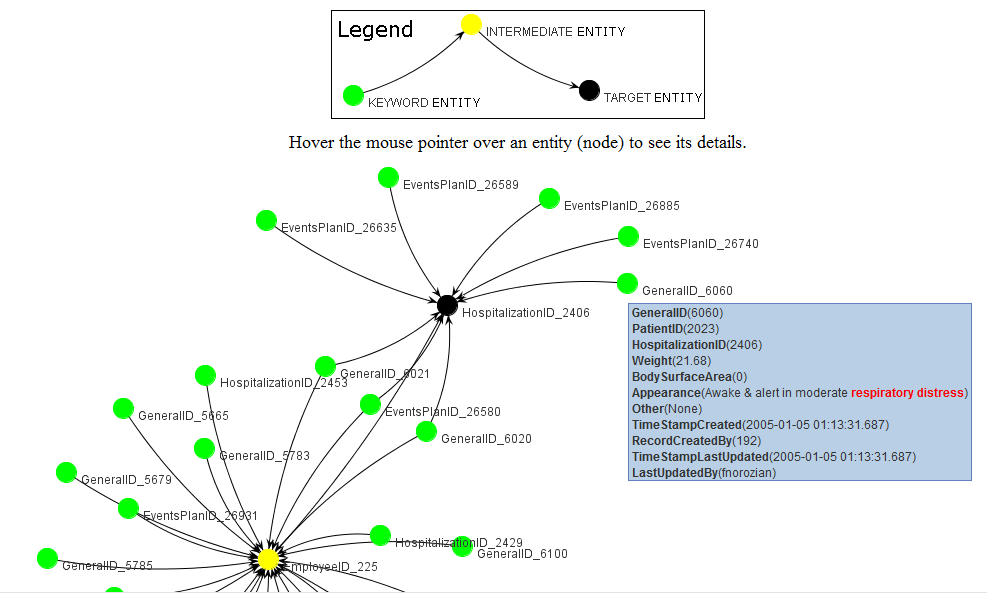 Legend
INTERMEDIATE ENTITY
KEYWORD ENTITY
TARGET ENTITY
Hover the mouse pointer over an entity (node) to see its details.
EventsPlanID_26589
EventsPlanID_26885
EventsPlanID_26635
EventsPlanID_26740
GeneralID_6060
HospitalizationID_2406
GeneralID(6060)
PatientID(2023)
HospitalizationID(2406)
Weight(21.68)
BodySurfaceArea(0)
Appearance(Awake & alert in moderate respiratory distress)
Other(None)
TimeStampCreated(2005-01-05 01:13:31.687)
RecordCreatedBy(192)
TimeStampLastUpdated(2005-01-05 01:13:31.687)
LastUpdatedBy(fnorozian)
GeneralID_6021
HospitalizationID_2453
EventsPlanID_26580
GeneralID_5665
GeneralID_6020
GeneralID_5783
GeneralID_5679
EventsPlanID_26931
HospitalizationID_2429
GeneralID_6100
GeneralID_5785
EmployeeID_225